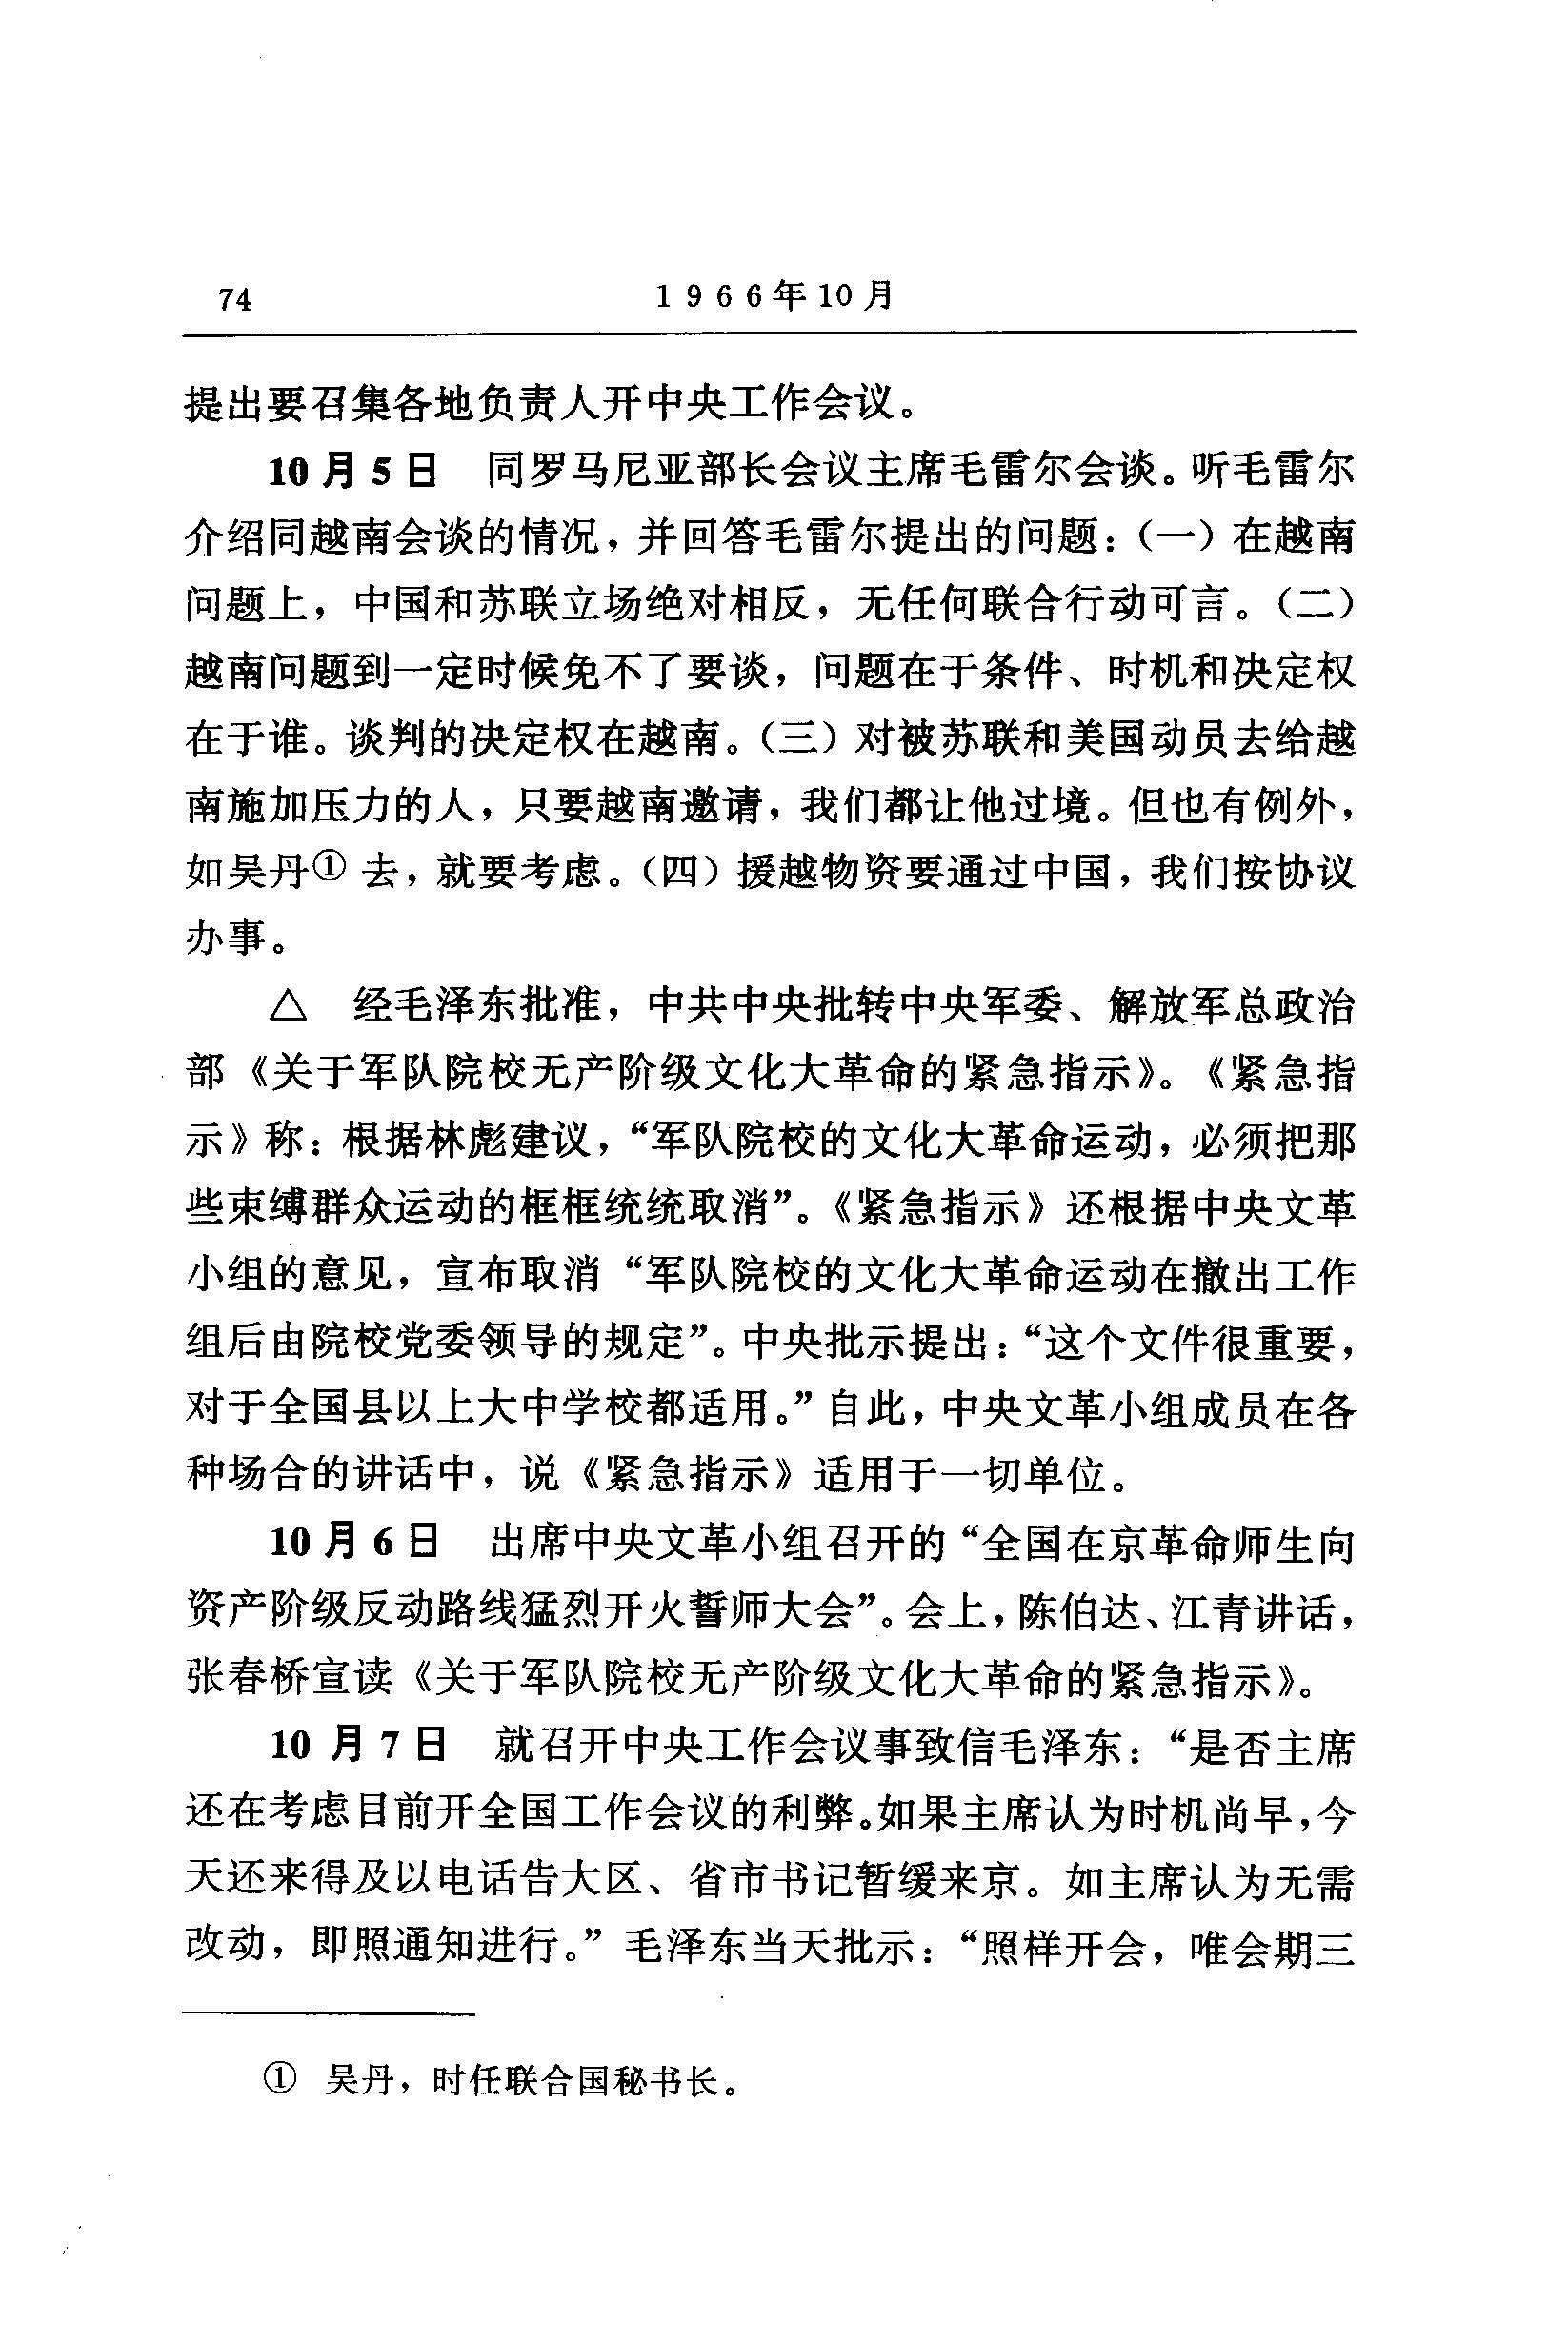 74
1966年10月
提出要召集各地负责人开中央工作会议。
10月5日 同罗马尼亚部长会议主席毛雷尔会谈。听毛雷尔
介绍同越南会谈的情况，并回答毛雷尔提出的问题：（一）在越南
问题上，中国和苏联立场绝对相反，无任何联合行动可言。（二）
越南问题到一定时候免不了要谈，问题在于条件、时机和决定权
在于谁。谈判的决定权在越南。（三）对被苏联和美国动员去给越
南施加压力的人，只要越南邀请，我们都让他过境。但也有例外，
如吴丹①去，就要考虑。（四）援越物资要通过中国，我们按协议
办事。
△ 经毛泽东批准，中共中央批转中央军委、解放军总政治
部《关于军队院校无产阶级文化大革命的紧急指示》。《紧急指
示》称：根据林彪建议，“军队院校的文化大革命运动，必须把那
些束缚群众运动的框框统统取消”。《紧急指示》还根据中央文革
小组的意见，宣布取消“军队院校的文化大革命运动在撤出工作
组后由院校党委领导的规定”。中央批示提出：“这个文件很重要，
对于全国县以上大中学校都适用。”自此，中央文革小组成员在各
种场合的讲话中，说《紧急指示》适用于一切单位。
10月6日 出席中央文革小组召开的“全国在京革命师生向
资产阶级反动路线猛烈开火誓师大会”。会上，陈伯达、江青讲话，
张春桥宣读《关于军队院校无产阶级文化大革命的紧急指示》。
10月7日 就召开中央工作会议事致信毛泽东：“是否主席
还在考虑目前开全国工作会议的利弊。如果主席认为时机尚早，今
天还来得及以电话告大区、省市书记暂缓来京。如主席认为无需
改动，即照通知进行。”毛泽东当天批示：“照样开会，唯会期三
① 吴丹，时任联合国秘书长。